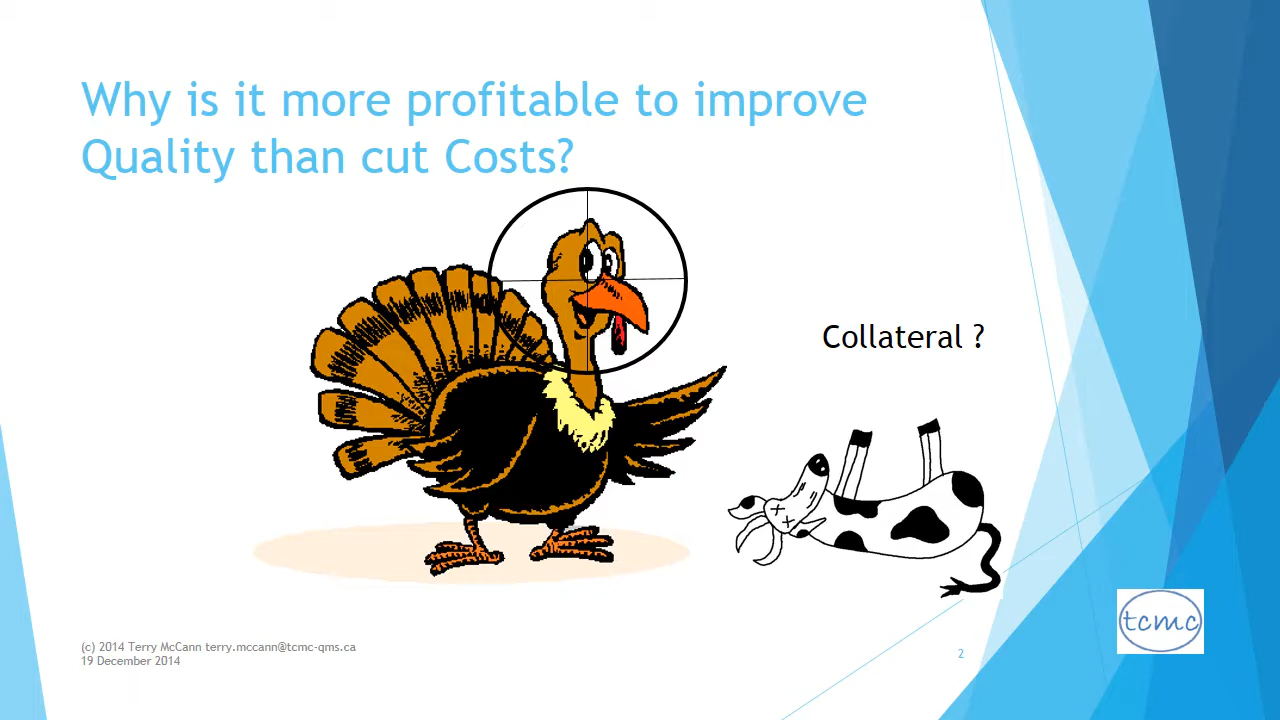 Why is it more profitable to improve
Quality than cut Costs?
Collateral ?
(c) 2014 Terry McCann terry.mccann@tcmc-qms.ca
19 December 2014
2
tcmc